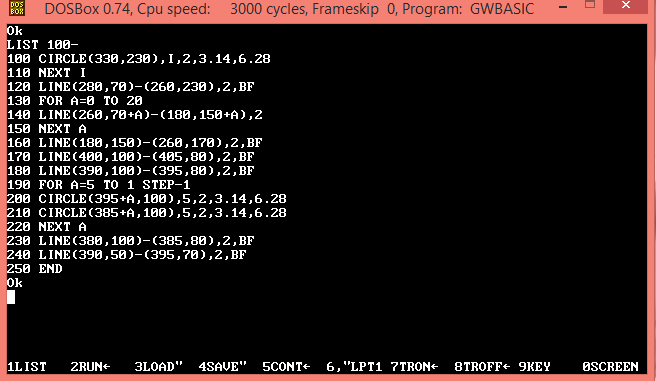 DOS BOX DOSBox 0.74, Cpu speed: 3000 cycles, Frameskip 0, Program: GWBASIC
Ok
LIST 100-
100 CIRCLE(330,230),I,2,3.14,6.28
110 NEXT I
120 LINE(280,70)-(260,230),2,BF
130 FOR A=0 TO 20
140 LINE(260,70+A)-(180,150+A),2
150 NEXT A
160 LINE(180,150)-(260,170),2,BF
170 LINE(400,100)-(405,80),2,BF
180 LINE(390,100)-(395,80),2,BF
190 FOR A=5 TO 1 STEP-1
200 CIRCLE(395+A,100),5,2,3.14,6.28
210 CIRCLE(385+A,100),5,2,3.14,6.28
220 NEXT A
230 LINE(380,100)-(385,80),2,BF
240 LINE(390,50)-(395,70),2,BF
250 END
Ok
1LIST 2RUN← 3LOAD" 4SAVE" 5CONT← 6,"LPT1 7TRON← 8TROFF← 9KEY 0SCREEN